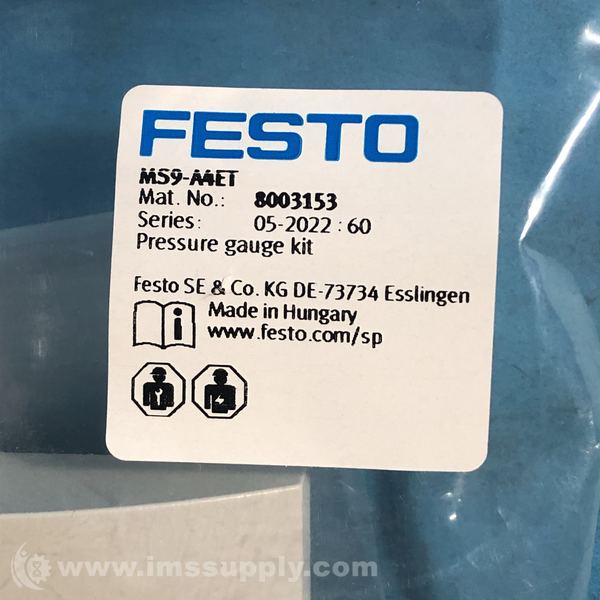 FESTO
MS9-A4ET
Mat. No.: 8003153
Series: 05-2022 : 60
Pressure gauge kit
Festo SE & Co. KG DE-73734 Esslingen
Made in Hungary
www.festo.com/sp
© www.imssupply.com